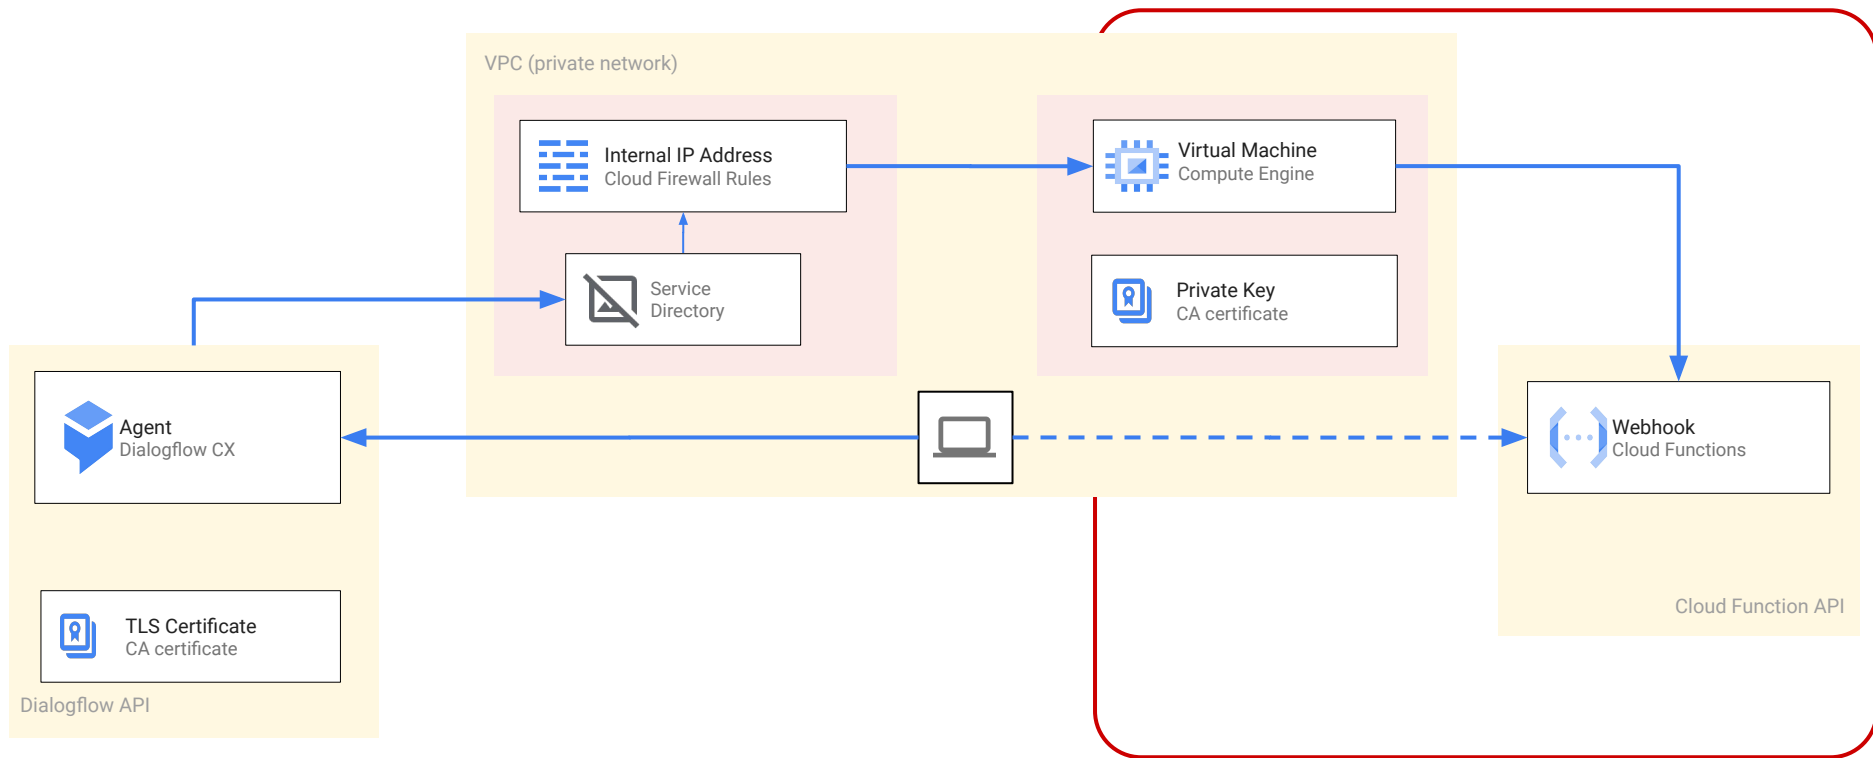 VPC (private network)
Internal IP Address
Cloud Firewall Rules
Virtual Machine
Compute Engine
Service
Directory
Private Key
CA certificate
Agent
Dialogflow CX
Webhook
Cloud Functions
TLS Certificate
CA certificate
Cloud Function API
Dialogflow API